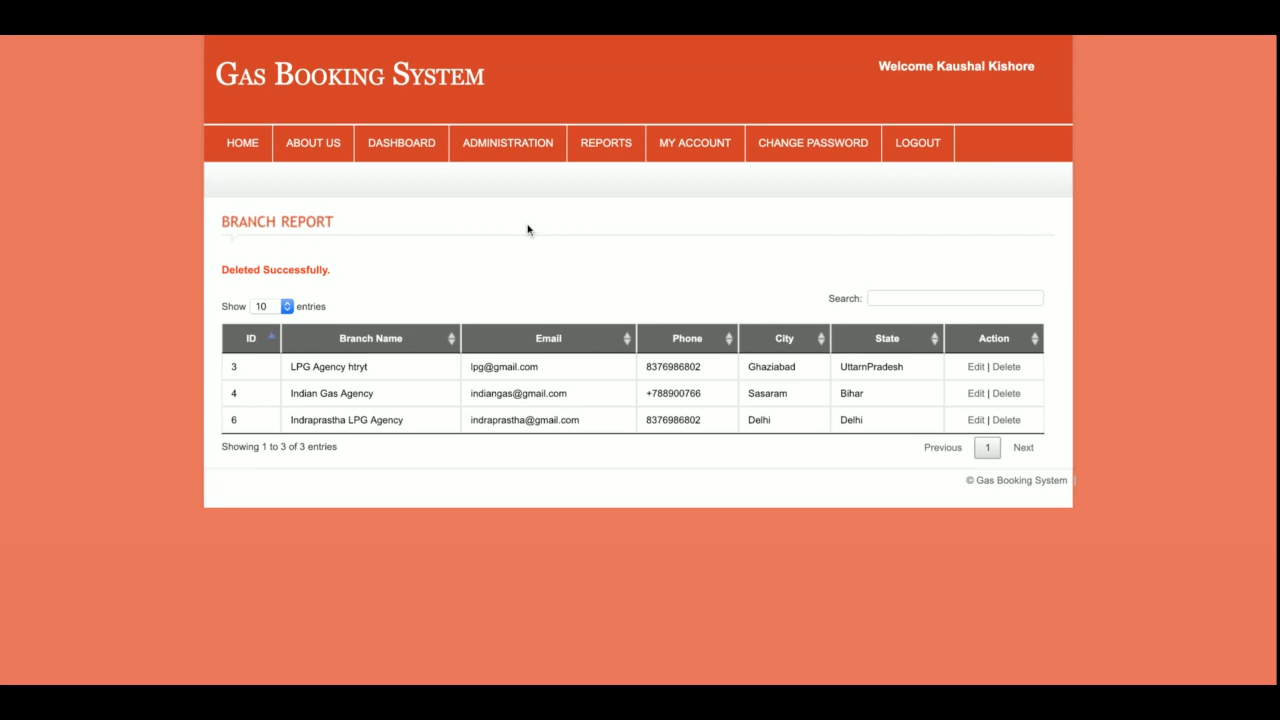 GAS BOOKING SYSTEM
Welcome Kaushal Kishore
HOME ABOUT US DASHBOARD ADMINISTRATION REPORTS MY ACCOUNT CHANGE PASSWORD LOGOUT
BRANCH REPORT
Deleted Successfully.
Show 10 entries Search:
ID Branch Name Email Phone City State Action
3 LPG Agency htryt lpg@gmail.com 8376986802 Ghaziabad UttarnPradesh Edit | Delete
4 Indian Gas Agency indiangas@gmail.com +788900766 Sasaram Bihar Edit | Delete
6 Indraprastha LPG Agency indraprastha@gmail.com 8376986802 Delhi Delhi Edit | Delete
Showing 1 to 3 of 3 entries Previous 1 Next
© Gas Booking System |